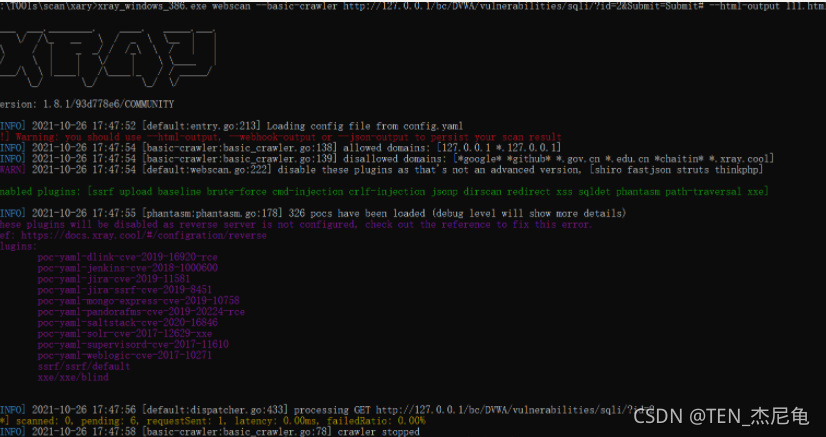 :\TOOls\scan\xary>xray_windows_386.exe webscan --basic-crawler http://127.0.0.1/bc/DVWA/vulnerabilities/sqli/?id=2&Submit=Submit# --html-output 111.htm
XRAY
ersion: 1.8.1/93d778e6/COMMUNITY
INFO] 2021-10-26 17:47:52 [default:entry.go:213] Loading config file from config.yaml
!] Warning: you should use --html-output, --webhook-output or --json-output to persist your scan result
INFO] 2021-10-26 17:47:54 [basic-crawler:basic_crawler.go:138] allowed domains: [127.0.0.1 *.127.0.0.1]
INFO] 2021-10-26 17:47:54 [basic-crawler:basic_crawler.go:139] disallowed domains: [*google* *github* *.gov.cn *.edu.cn *chaitin* *.xray.cool]
WARN] 2021-10-26 17:47:54 [default:webscan.go:222] disable these plugins as that's not an advanced version, [shiro fastjson struts thinkphp]
nabled plugins: [ssrf upload baseline brute-force cmd-injection crlf-injection jsonp dirscan redirect xss sqldet phantasm path-traversal xxe]
INFO] 2021-10-26 17:47:55 [phantasm:phantasm.go:178] 326 pocs have been loaded (debug level will show more details)
hese plugins will be disabled as reverse server is not configured, check out the reference to fix this error.
ef: https://docs.xray.cool/#/configration/reverse
lugins:
poc-yaml-dlink-cve-2019-16920-rce
poc-yaml-jenkins-cve-2018-1000600
poc-yaml-jira-cve-2019-11581
poc-yaml-jira-ssrf-cve-2019-8451
poc-yaml-mongo-express-cve-2019-10758
poc-yaml-pandorafms-cve-2019-20224-rce
poc-yaml-saltstack-cve-2020-16846
poc-yaml-solr-cve-2017-12629-xxe
poc-yaml-supervisord-cve-2017-11610
poc-yaml-weblogic-cve-2017-10271
ssrf/ssrf/default
xxe/xxe/blind
INFO] 2021-10-26 17:47:56 [default:dispatcher.go:433] processing GET http://127.0.0.1/bc/DVWA/vulnerabilities/sqli/?id=2
*] scanned: 0, pending: 6, requestSent: 1, latency: 0.00ms, failedRatio: 0.00%
INFO] 2021-10-26 17:47:58 [basic-crawler:basic_crawler.go:78] crawler stopped
CSDN @TEN_杰尼龟